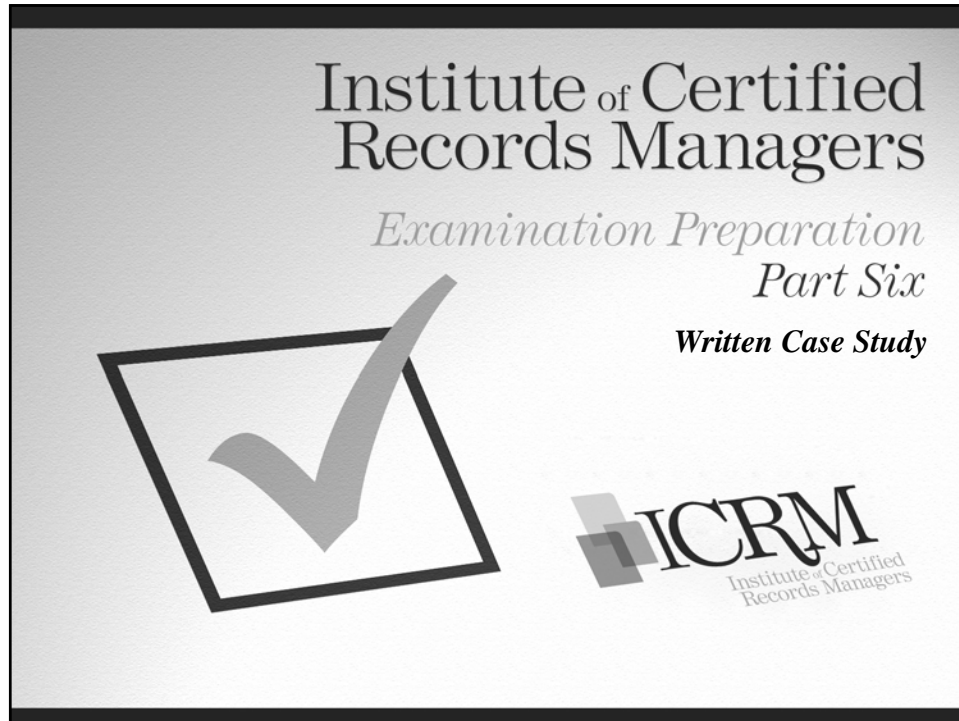 Institute of Certified
Records Managers
Examination Preparation
Part Six
Written Case Study
ICRM
Institute of Certified
Records Managers